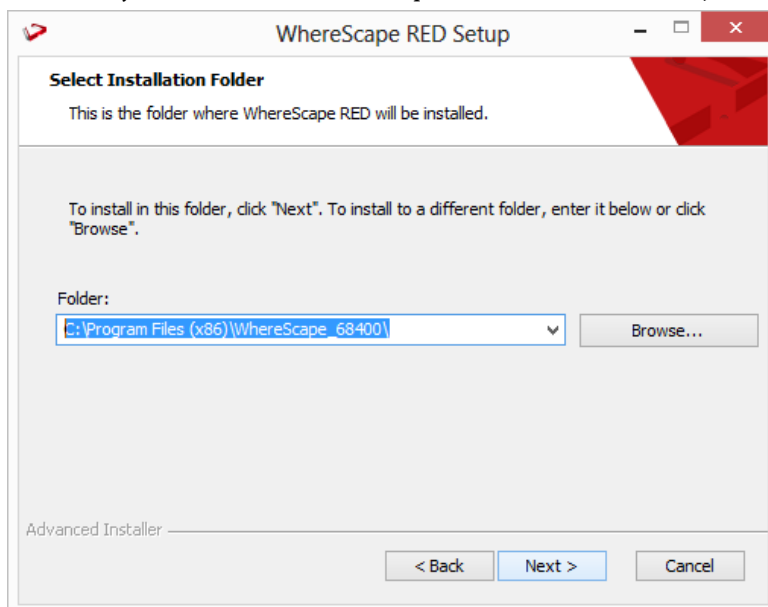 WhereScape RED Setup
Select Installation Folder
This is the folder where WhereScape RED will be installed.
To install in this folder, click "Next". To install to a different folder, enter it below or click
"Browse".
Folder:
C:\Program Files (x86)\WhereScape_68400\
Browse...
Advanced Installer
< Back
Next >
Cancel